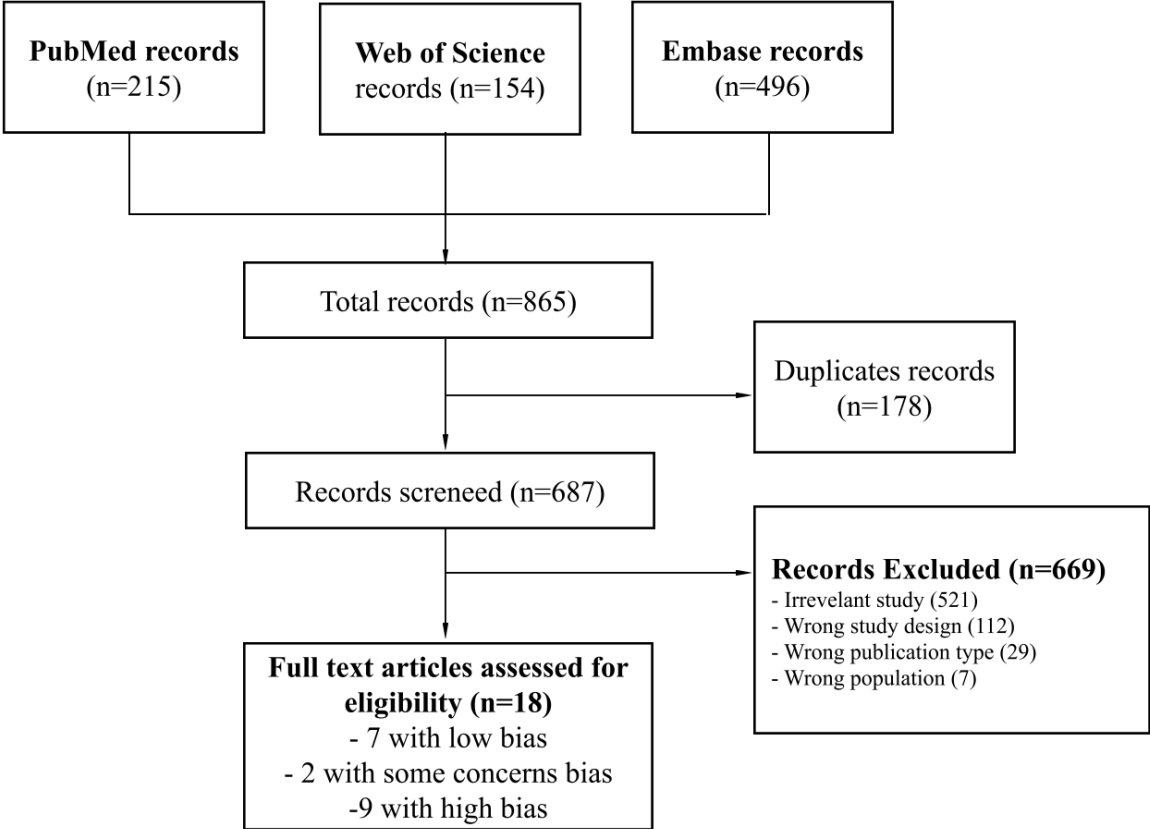 PubMed records
(n=215)
Web of Science
records (n=154)
Embase records
(n=496)
Total records (n=865)
Duplicates records
(n=178)
Records screneed (n=687)
Records Excluded (n=669)
- Irrevelant study (521)
- Wrong study design (112)
- Wrong publication type (29)
- Wrong population (7)
Full text articles assessed for
eligibility (n=18)
- 7 with low bias
- 2 with some concerns bias
-9 with high bias